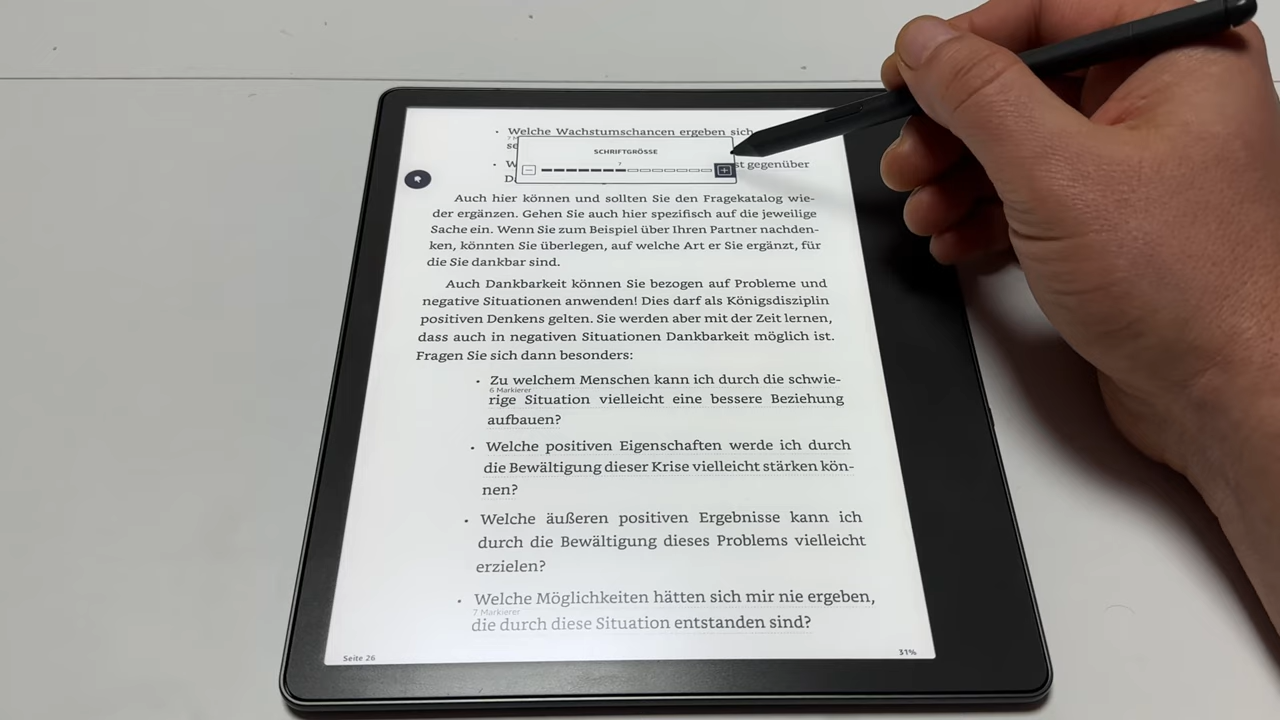 • Welche Wachstumschancen ergeben sich
7
se
SCHRIFTGRÖSSE
7
• W st gegenüber
D
Auch hier können und sollten Sie den Fragekatalog wie-
der ergänzen. Gehen Sie auch hier spezifisch auf die jeweilige
Sache ein. Wenn Sie zum Beispiel über Ihren Partner nachden-
ken, könnten Sie überlegen, auf welche Art er Sie ergänzt, für
die Sie dankbar sind.
Auch Dankbarkeit können Sie bezogen auf Probleme und
negative Situationen anwenden! Dies darf als Königsdisziplin
positiven Denkens gelten. Sie werden aber mit der Zeit lernen,
dass auch in negativen Situationen Dankbarkeit möglich ist.
Fragen Sie sich dann besonders:
• Zu welchem Menschen kann ich durch die schwie-
6 Markierer
rige Situation vielleicht eine bessere Beziehung
aufbauen?
• Welche positiven Eigenschaften werde ich durch
die Bewältigung dieser Krise vielleicht stärken kön-
nen?
• Welche äußeren positiven Ergebnisse kann ich
durch die Bewältigung dieses Problems vielleicht
erzielen?
• Welche Möglichkeiten hätten sich mir nie ergeben,
7 Markierer
die durch diese Situation entstanden sind?
Seite 26 31%